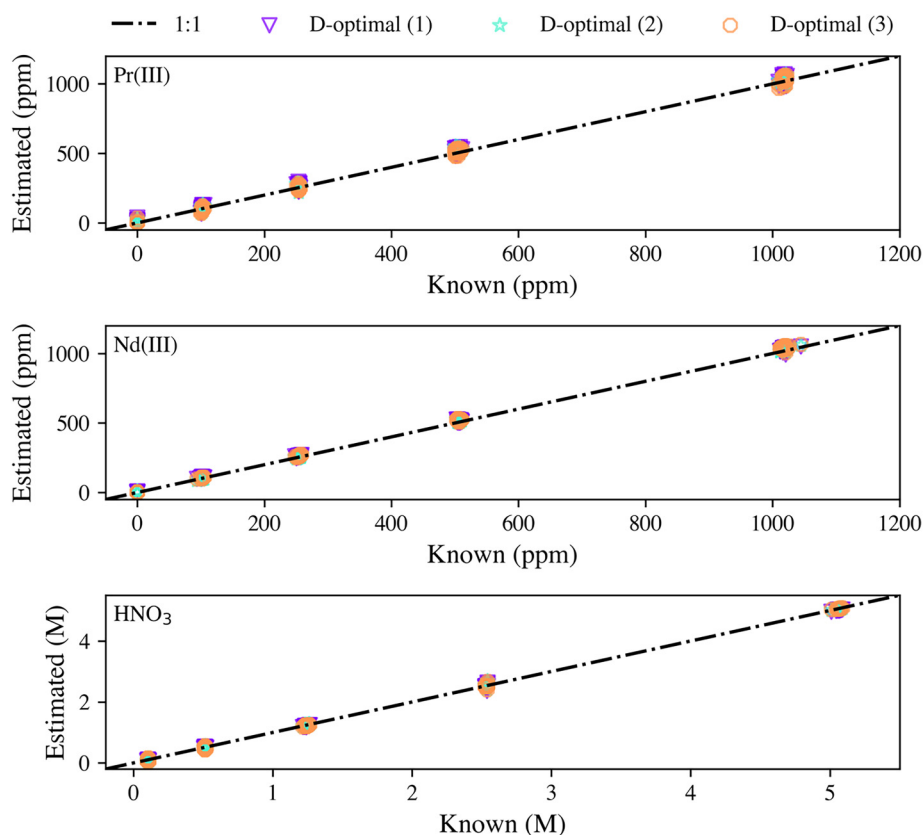 1:1 D-optimal (1) D-optimal (2) D-optimal (3)
Pr(III)
Estimated (ppm)
1000
500
0
0 200 400 600 800 1000 1200
Known (ppm)
Nd(III)
Estimated (ppm)
1000
500
0
0 200 400 600 800 1000 1200
Known (ppm)
HNO₃
Estimated (M)
4
2
0
0 1 2 3 4 5
Known (M)